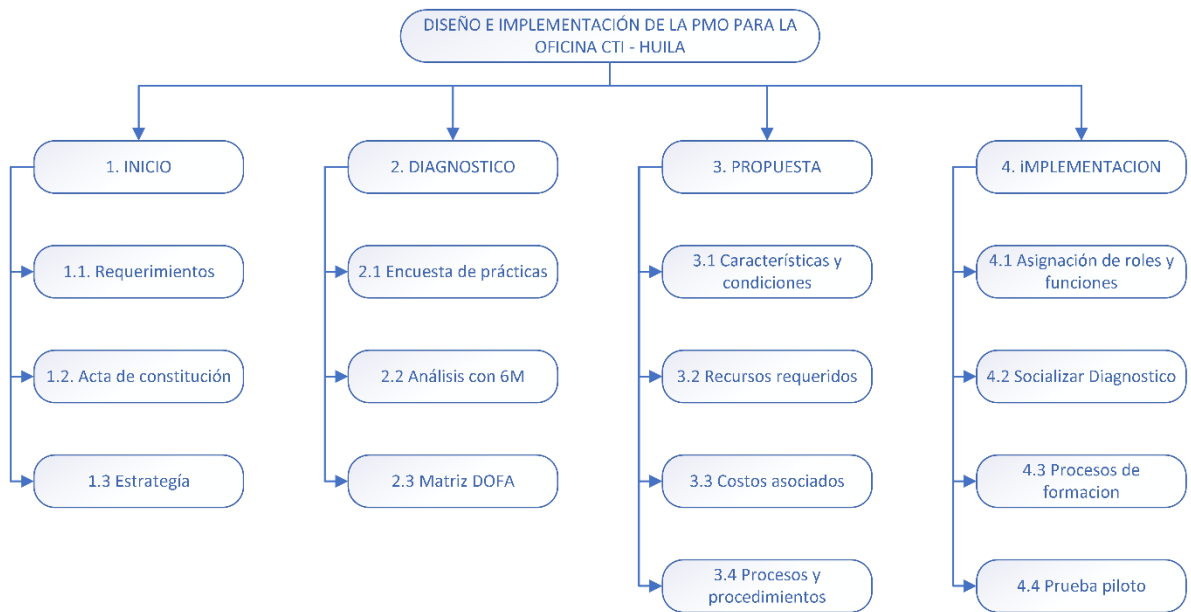 DISEÑO E IMPLEMENTACIÓN DE LA PMO PARA LA
OFICINA CTI - HUILA
1. INICIO
1.1. Requerimientos
1.2. Acta de constitución
1.3 Estrategía
2. DIAGNOSTICO
2.1 Encuesta de prácticas
2.2 Análisis con 6M
2.3 Matriz DOFA
3. PROPUESTA
3.1 Características y
condiciones
3.2 Recursos requeridos
3.3 Costos asociados
3.4 Procesos y
procedimientos
4. iMPLEMENTACION
4.1 Asignación de roles y
funciones
4.2 Socializar Diagnostico
4.3 Procesos de
formacion
4.4 Prueba piloto